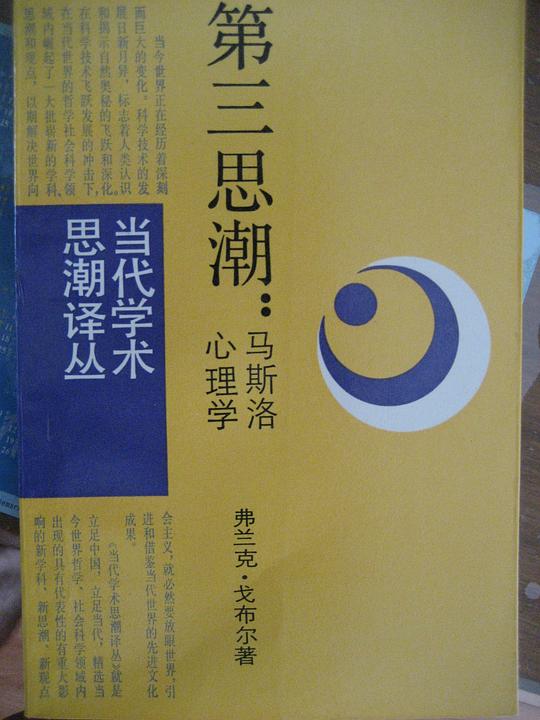 第三思潮：
马斯洛
心理学
弗兰克·戈布尔著
当代学术
思潮译丛
当今世界正在经历着深刻
而巨大的变化。科学技术的发
展日新月异，标志着人类认识
和揭示自然奥秘的飞跃和深化。
在科学技术飞跃发展的冲击下，
在当代世界的哲学社会科学领
域内崛起了一大批崭新的学科、
思潮和观点，以期解决世界向
会主义，就必然要放眼世界，引
进和借鉴当代世界的先进文化
成果。
《当代学术思潮译丛》就是
立足中国，立足当代，精选当
今世界哲学、社会科学领域内
出现的具有代表性的有重大影
响的新学科、新思潮、新观点